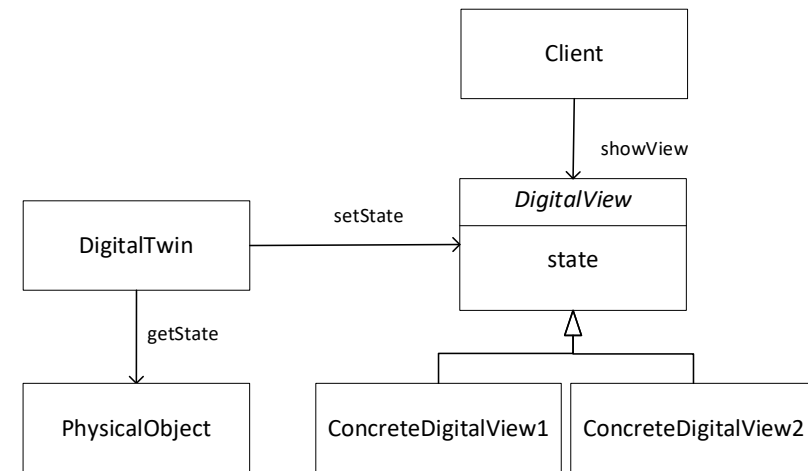 Client
showView
DigitalView
setState
DigitalTwin
state
getState
PhysicalObject
ConcreteDigitalView1
ConcreteDigitalView2